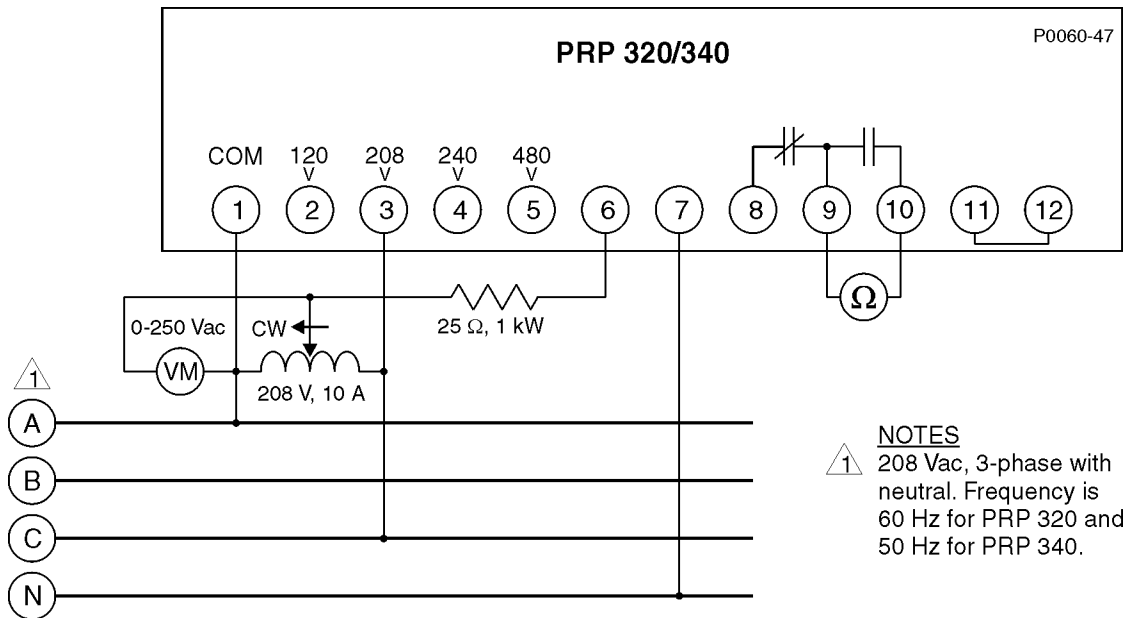 P0060-47
PRP 320/340
COM 120 208 240 480
V V V V
1 2 3 4 5 6 7 8 9 10 11 12
Ω
0-250 Vac
CW
25 Ω, 1 kW
VM
208 V, 10 A
1
A
B
C
N
NOTES
1 208 Vac, 3-phase with
neutral. Frequency is
60 Hz for PRP 320 and
50 Hz for PRP 340.